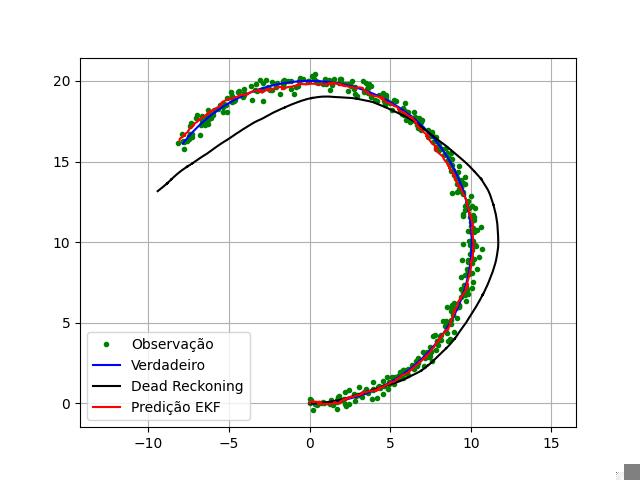 20
15
10
5
0
Observação
Verdadeiro
Dead Reckoning
Predição EKF
−10 −5 0 5 10 15